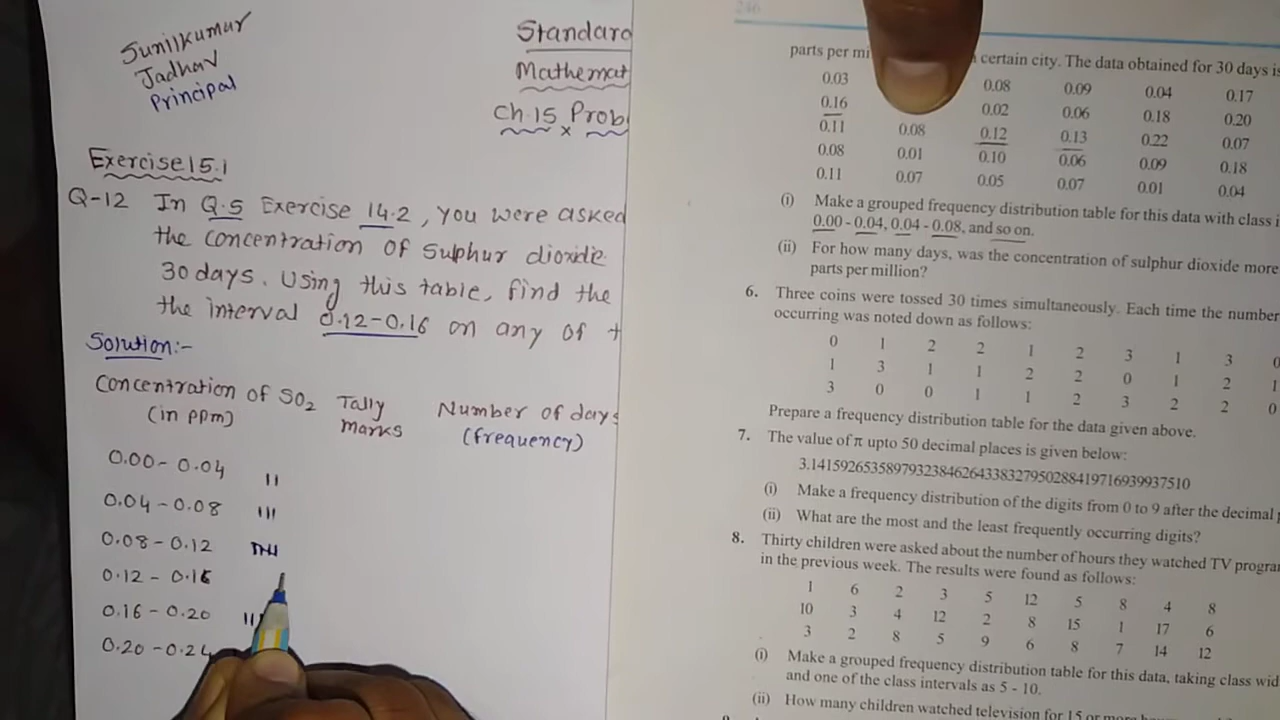 Sunilkumar
Jadhav
Principal
Standard
Mathemat
Ch.15 Prob
Exercise 15.1
Q-12 In Q.5 Exercise 14.2, you were asked
the concentration of Sulphur dioxide
30 days. Using this table, find the
the interval 0.12-0.16 on any of t
Solution:-
Concentration of SO2 Tally Number of days
(in ppm) marks (frequency)
0.00 - 0.04 ||
0.04 - 0.08 |||
0.08 - 0.12
0.12 - 0.16
0.16 - 0.20
0.20 - 0.24
246
parts per mi certain city. The data obtained for 30 days is
0.03 0.08 0.09 0.04 0.17
0.16 0.02 0.06 0.18 0.20
0.11 0.08 0.12 0.13 0.22 0.07
0.08 0.01 0.10 0.06 0.09 0.18
0.11 0.07 0.05 0.07 0.01 0.04
(i) Make a grouped frequency distribution table for this data with class i
0.00 - 0.04, 0.04 - 0.08, and so on.
(ii) For how many days, was the concentration of sulphur dioxide more
parts per million?
6. Three coins were tossed 30 times simultaneously. Each time the number
occurring was noted down as follows:
0 1 2 2 1 2 3 1 3 0
1 3 1 1 2 2 0 1 2 1
3 0 0 1 1 2 3 2 2 0
Prepare a frequency distribution table for the data given above.
7. The value of π upto 50 decimal places is given below:
3.14159265358979323846264338327950288419716939937510
(i) Make a frequency distribution of the digits from 0 to 9 after the decimal p
(ii) What are the most and the least frequently occurring digits?
8. Thirty children were asked about the number of hours they watched TV progra
in the previous week. The results were found as follows:
1 6 2 3 5 12 5 8 4 8
10 3 4 12 2 8 15 1 17 6
3 2 8 5 9 6 8 7 14 12
(i) Make a grouped frequency distribution table for this data, taking class wid
and one of the class intervals as 5 - 10.
(ii) How many children watched television for 15 or more hours